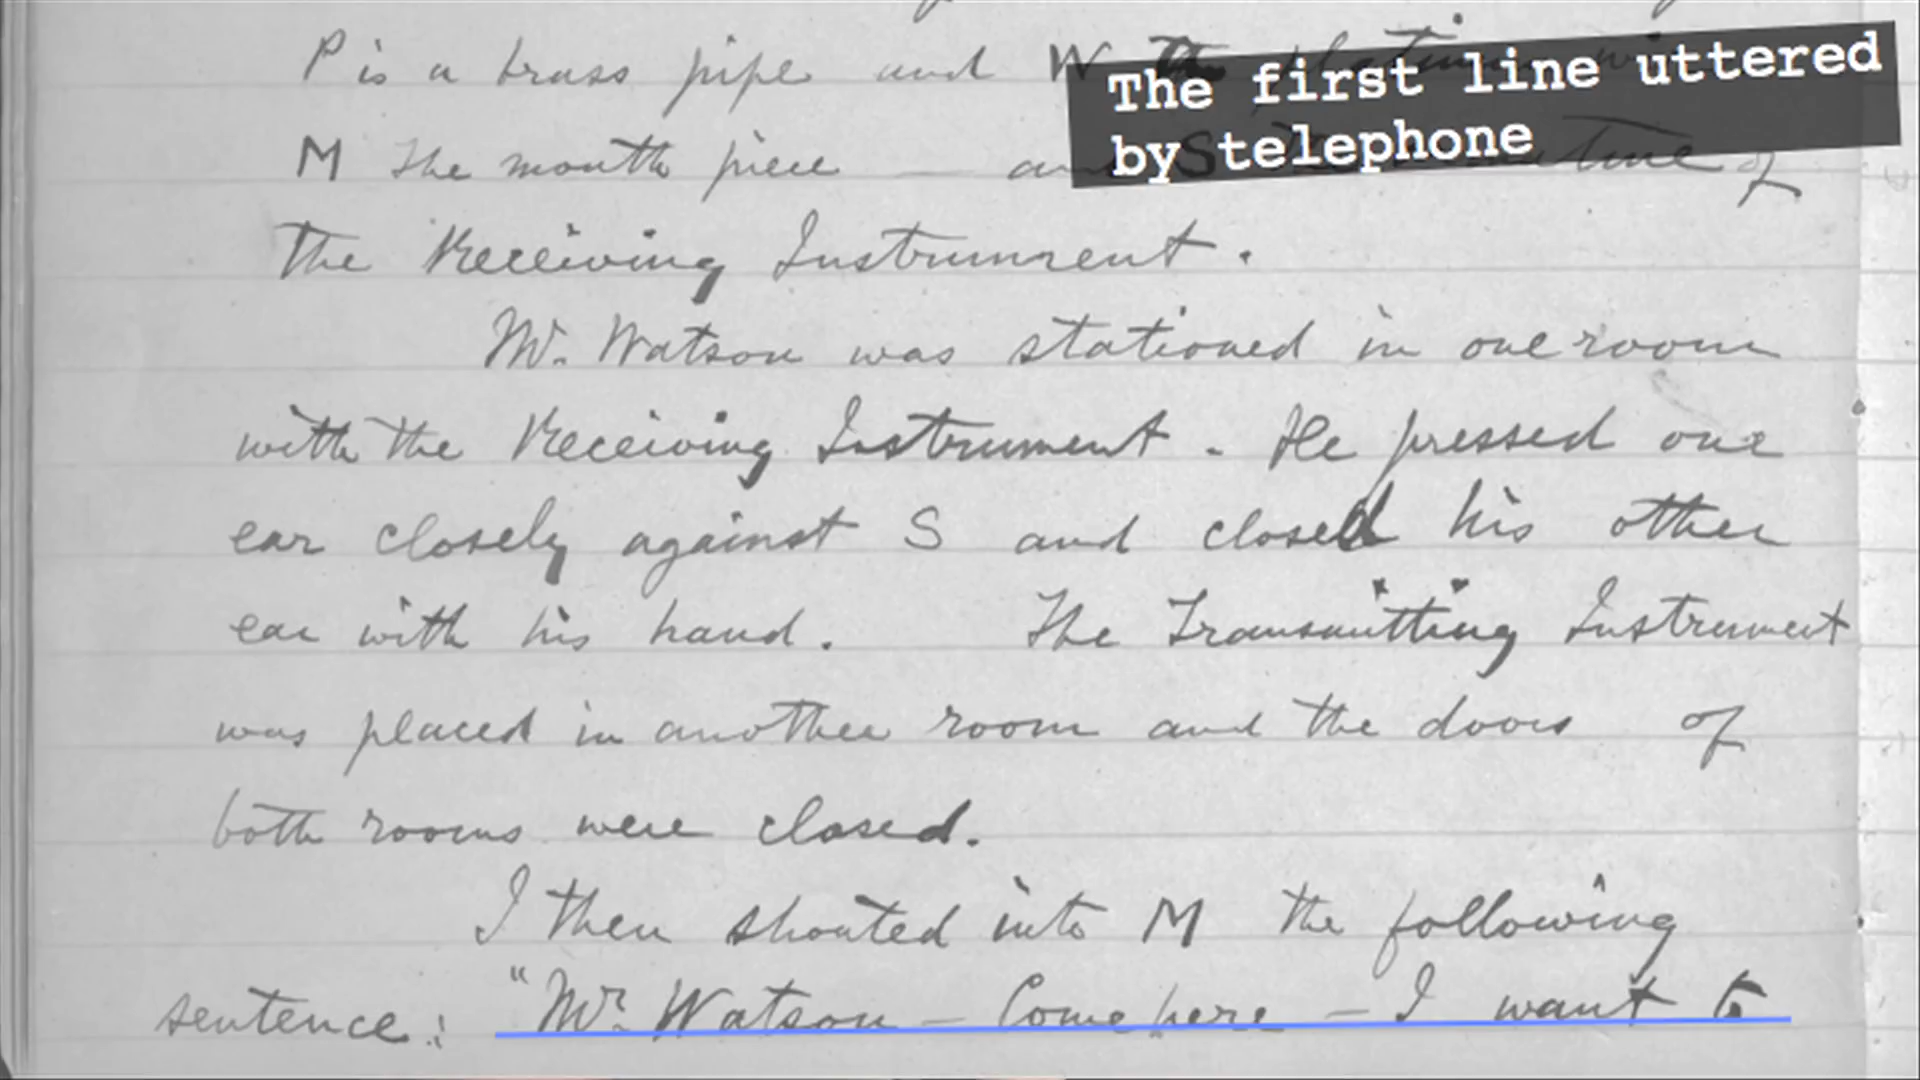 P is a brass pipe and W
The first line uttered
by telephone
M the mouth piece — and S
of
the Receiving Instrument.
Mr. Watson was stationed in one room
with the Receiving Instrument. He pressed one
ear closely against S and closed his other
ear with his hand. The Transmitting Instrument
was placed in another room and the doors of
both rooms were closed.
I then shouted into M the following
sentence: "Mr. Watson — Come here — I want to